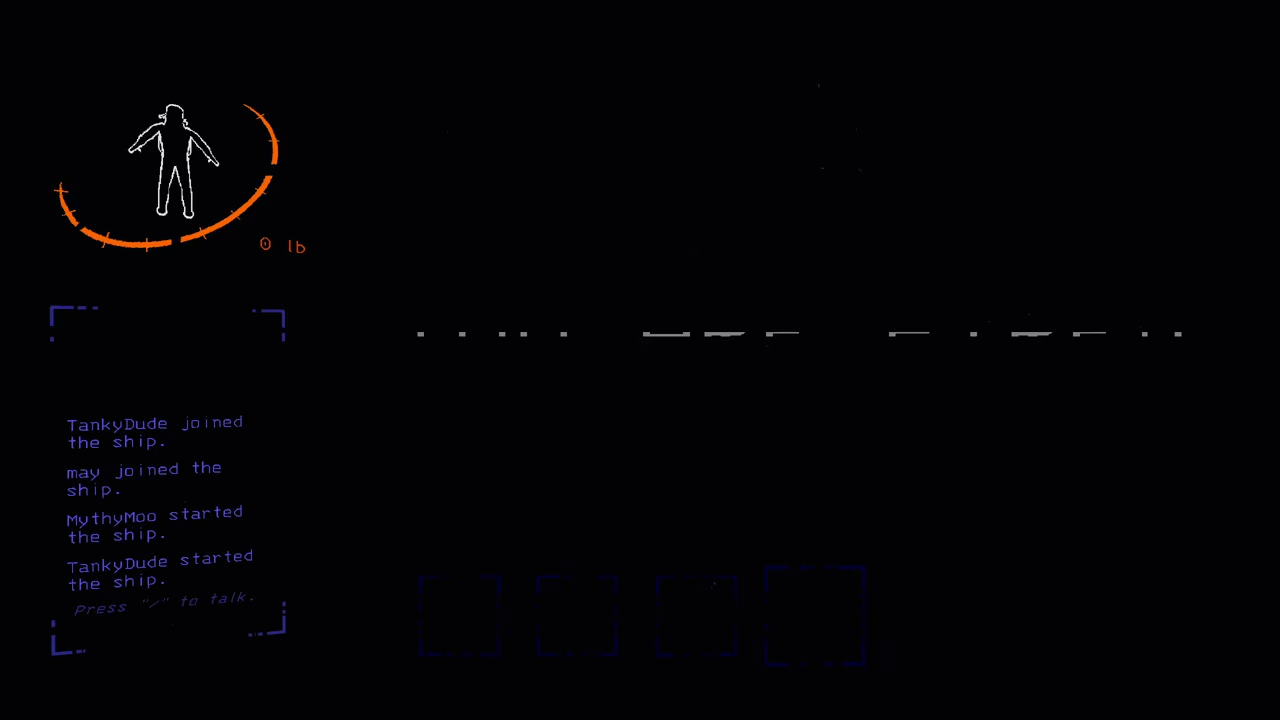 0 lb
TankyDude joined
the ship.
may joined the
ship.
MythyMoo started
the ship.
TankyDude started
the ship.
Press "/" to talk.